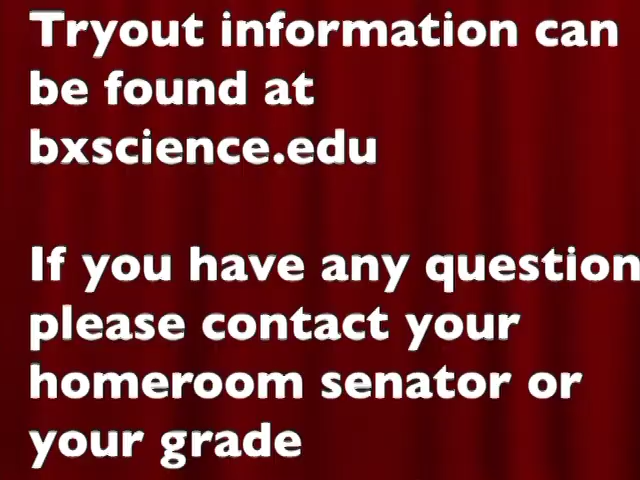 Tryout information can
be found at
bxscience.edu
If you have any question
please contact your
homeroom senator or
your grade